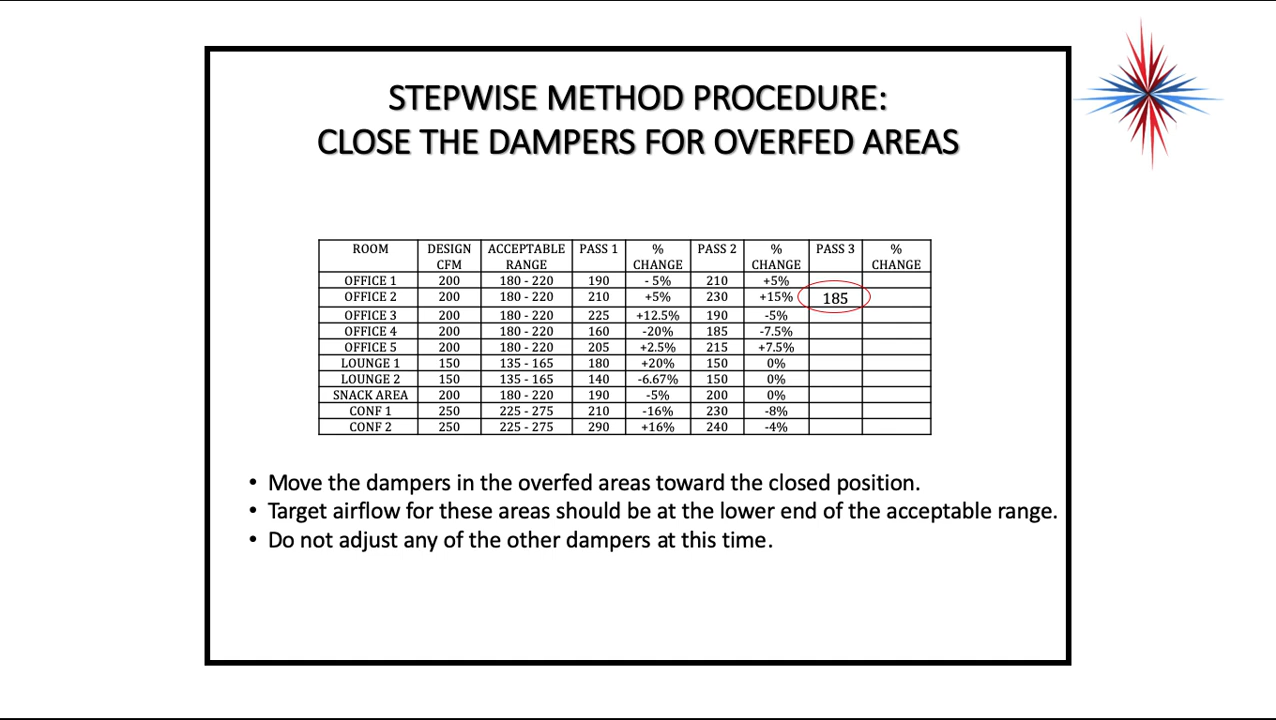 STEPWISE METHOD PROCEDURE:
CLOSE THE DAMPERS FOR OVERFED AREAS
ROOM DESIGN CFM ACCEPTABLE RANGE PASS 1 % CHANGE PASS 2 % CHANGE PASS 3 % CHANGE
OFFICE 1 200 180 - 220 190 - 5% 210 +5%
OFFICE 2 200 180 - 220 210 +5% 230 +15% 185
OFFICE 3 200 180 - 220 225 +12.5% 190 -5%
OFFICE 4 200 180 - 220 160 -20% 185 -7.5%
OFFICE 5 200 180 - 220 205 +2.5% 215 +7.5%
LOUNGE 1 150 135 - 165 180 +20% 150 0%
LOUNGE 2 150 135 - 165 140 -6.67% 150 0%
SNACK AREA 200 180 - 220 190 -5% 200 0%
CONF 1 250 225 - 275 210 -16% 230 -8%
CONF 2 250 225 - 275 290 +16% 240 -4%
• Move the dampers in the overfed areas toward the closed position.
• Target airflow for these areas should be at the lower end of the acceptable range.
• Do not adjust any of the other dampers at this time.